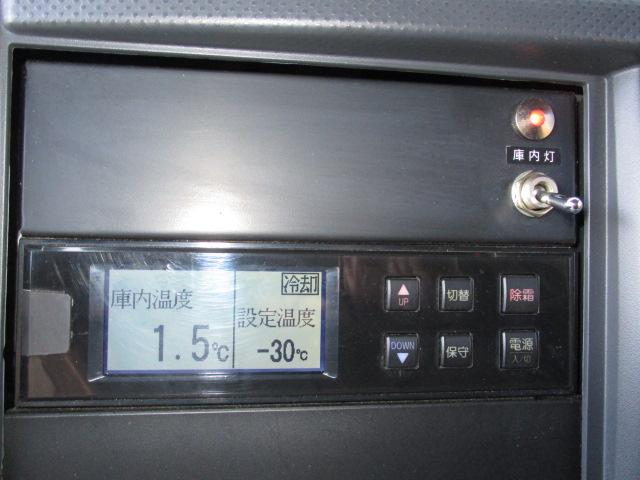 庫内灯
冷却
庫内温度
1.5℃
設定温度
-30℃
▲
UP
切替
除霜
DOWN
▼
保守
電源
入/切